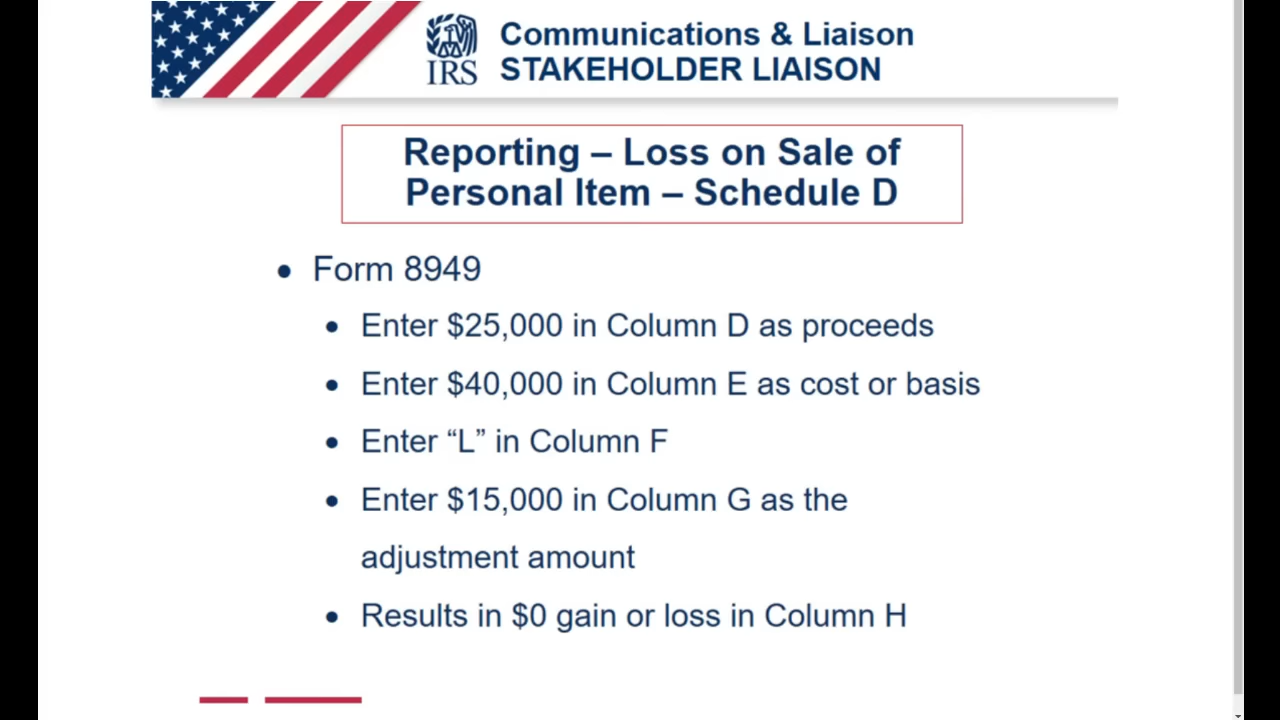 Communications & Liaison
IRS
STAKEHOLDER LIAISON
Reporting – Loss on Sale of
Personal Item – Schedule D
• Form 8949
• Enter $25,000 in Column D as proceeds
• Enter $40,000 in Column E as cost or basis
• Enter “L” in Column F
• Enter $15,000 in Column G as the
adjustment amount
• Results in $0 gain or loss in Column H